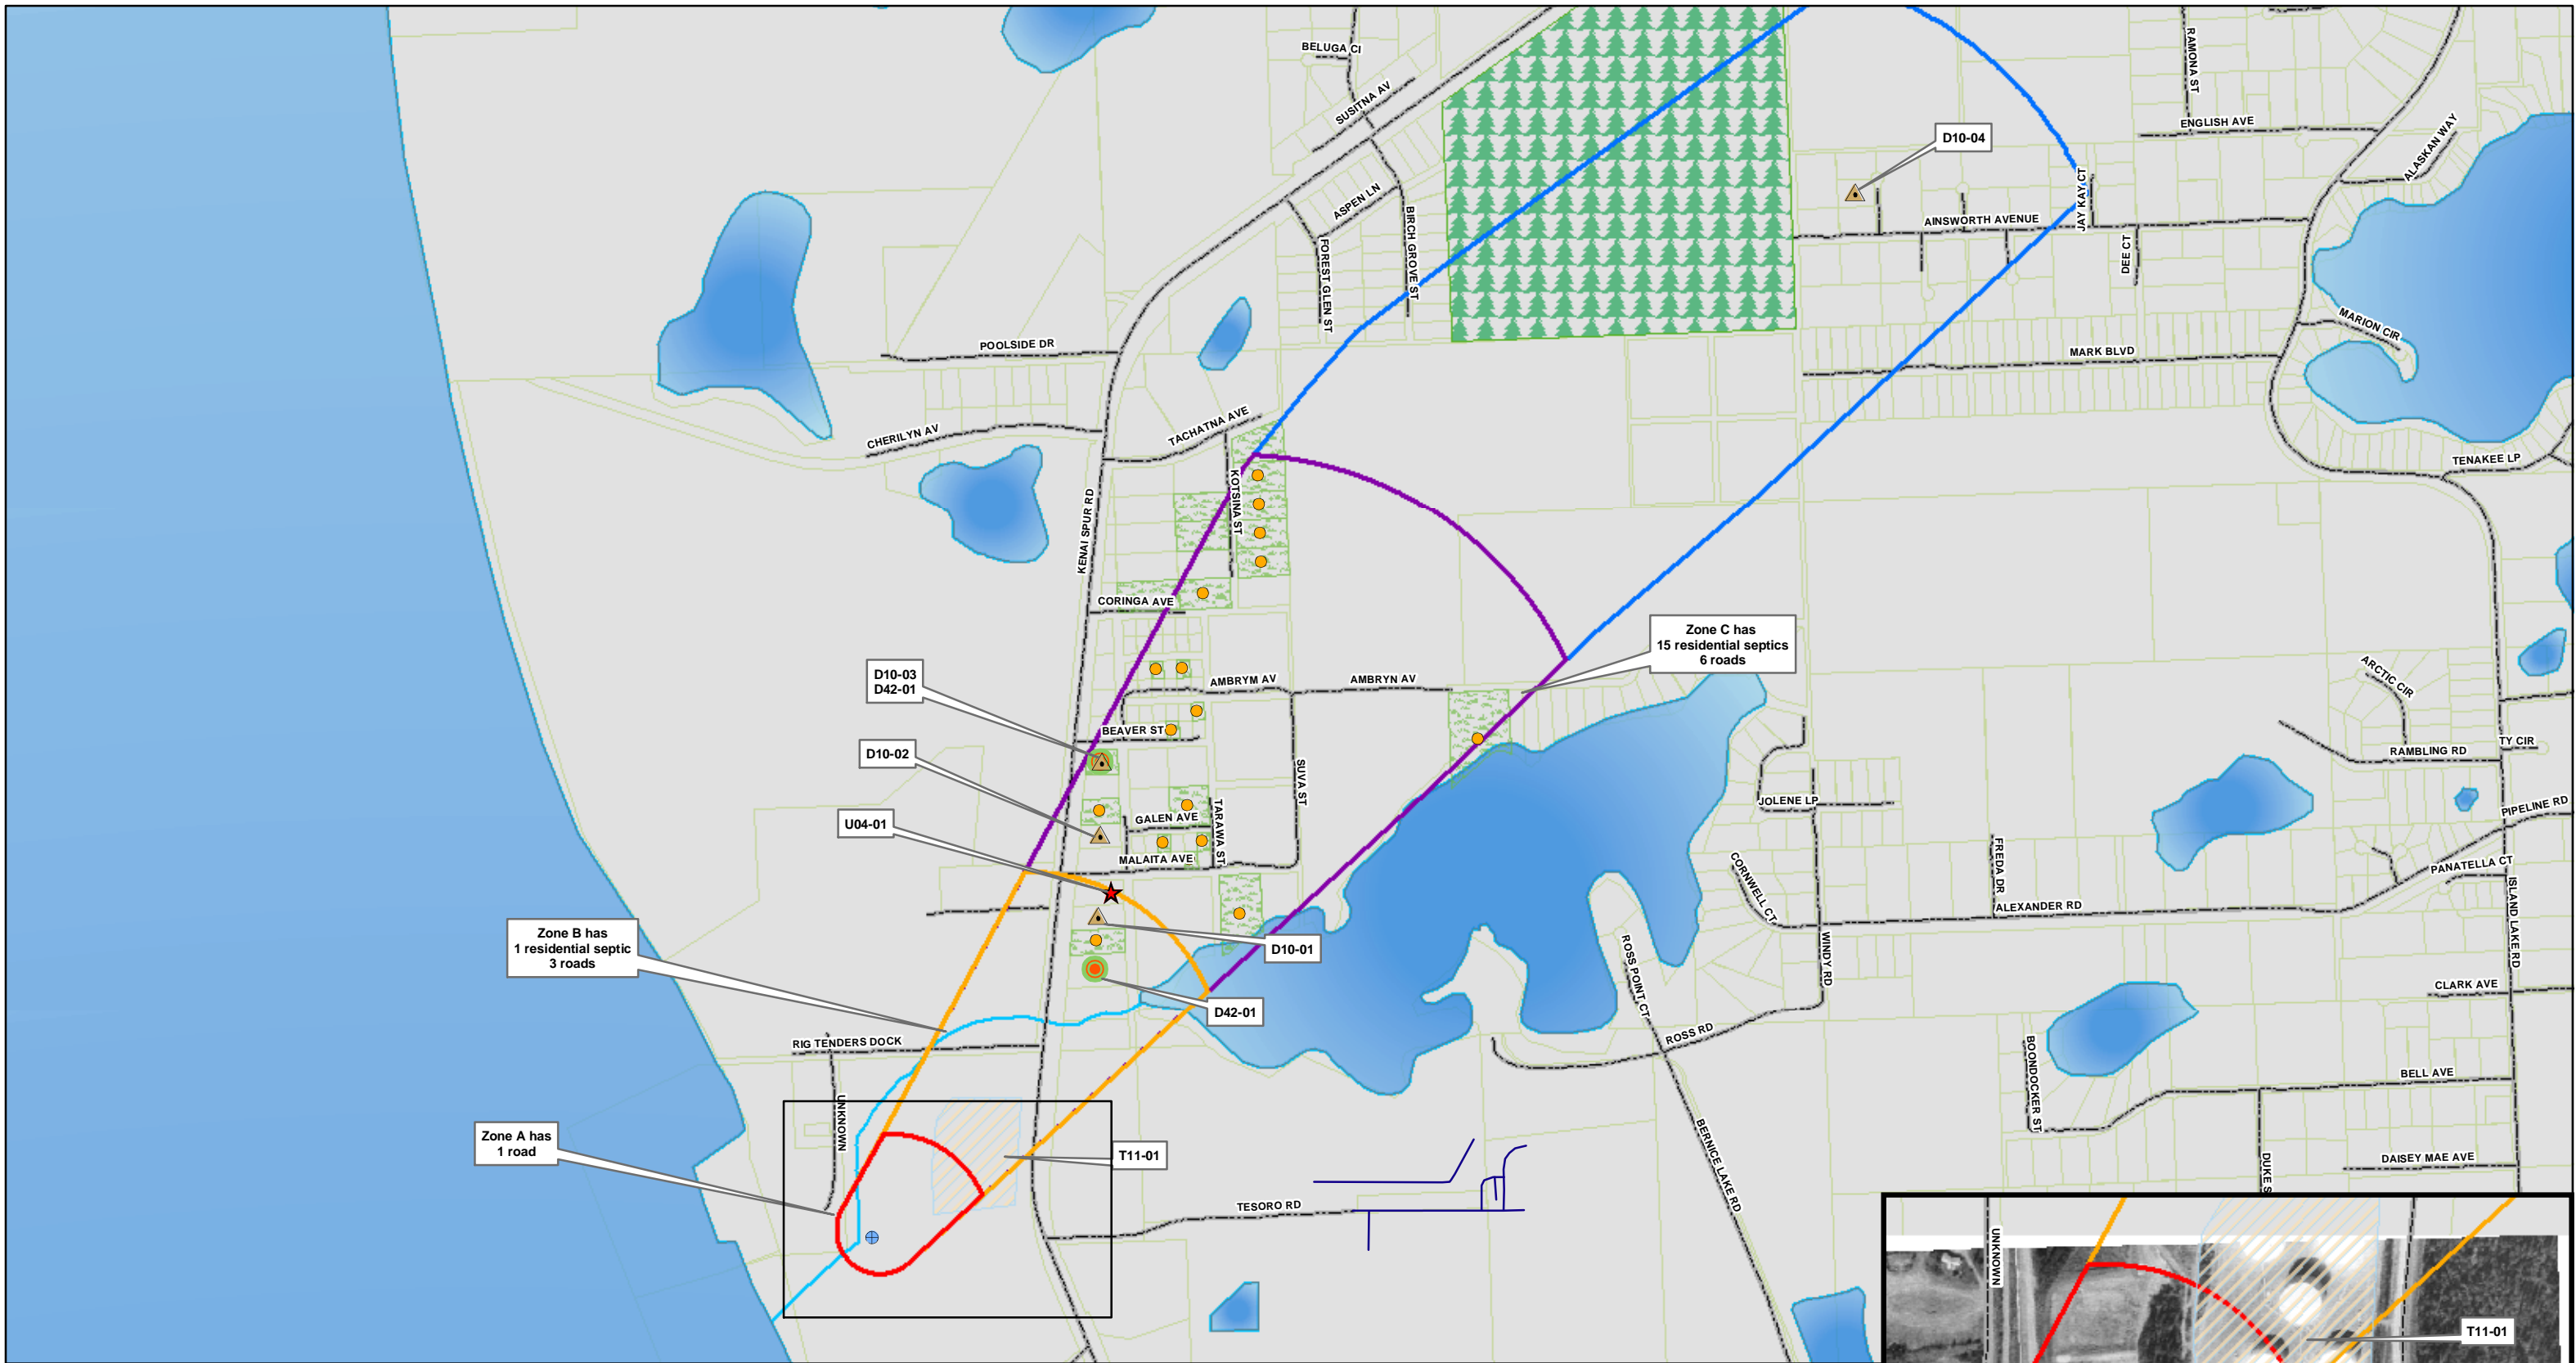 BELUGA CI
SUSITNA AV
RAMONA ST
ENGLISH AVE
ALASKAN WAY
D10-04
ASPEN LN
BIRCH GROVE ST
FOREST GLEN ST
JAY KAY CT
AINSWORTH AVENUE
DEE CT
MARION CIR
MARK BLVD
POOLSIDE DR
CHERILYN AV
TACHATNA AVE
TENAKEE LP
KENAI SPUR RD
KOTSINA ST
CORINGA AVE
Zone C has
15 residential septics
6 roads
D10-03
D42-01
AMBRYM AV
AMBRYN AV
ARCTIC CIR
BEAVER ST
D10-02
RAMBLING RD
TY CIR
SUVA ST
JOLENE LP
PIPELINE RD
U04-01
GALEN AVE
TARAWA ST
MALAITA AVE
CORNWELL CT
FREDA DR
PANATELLA CT
ALEXANDER RD
ISLAND LAKE RD
Zone B has
1 residential septic
3 roads
D10-01
ROSS POINT CT
WINDY RD
CLARK AVE
D42-01
ROSS RD
RIG TENDERS DOCK
BOONDOCKER ST
BELL AVE
UNKNOWN
Zone A has
1 road
T11-01
BERNICE LAKE RD
DAISEY MAE AVE
DUKE S
TESORO RD
UNKNOWN
T11-01